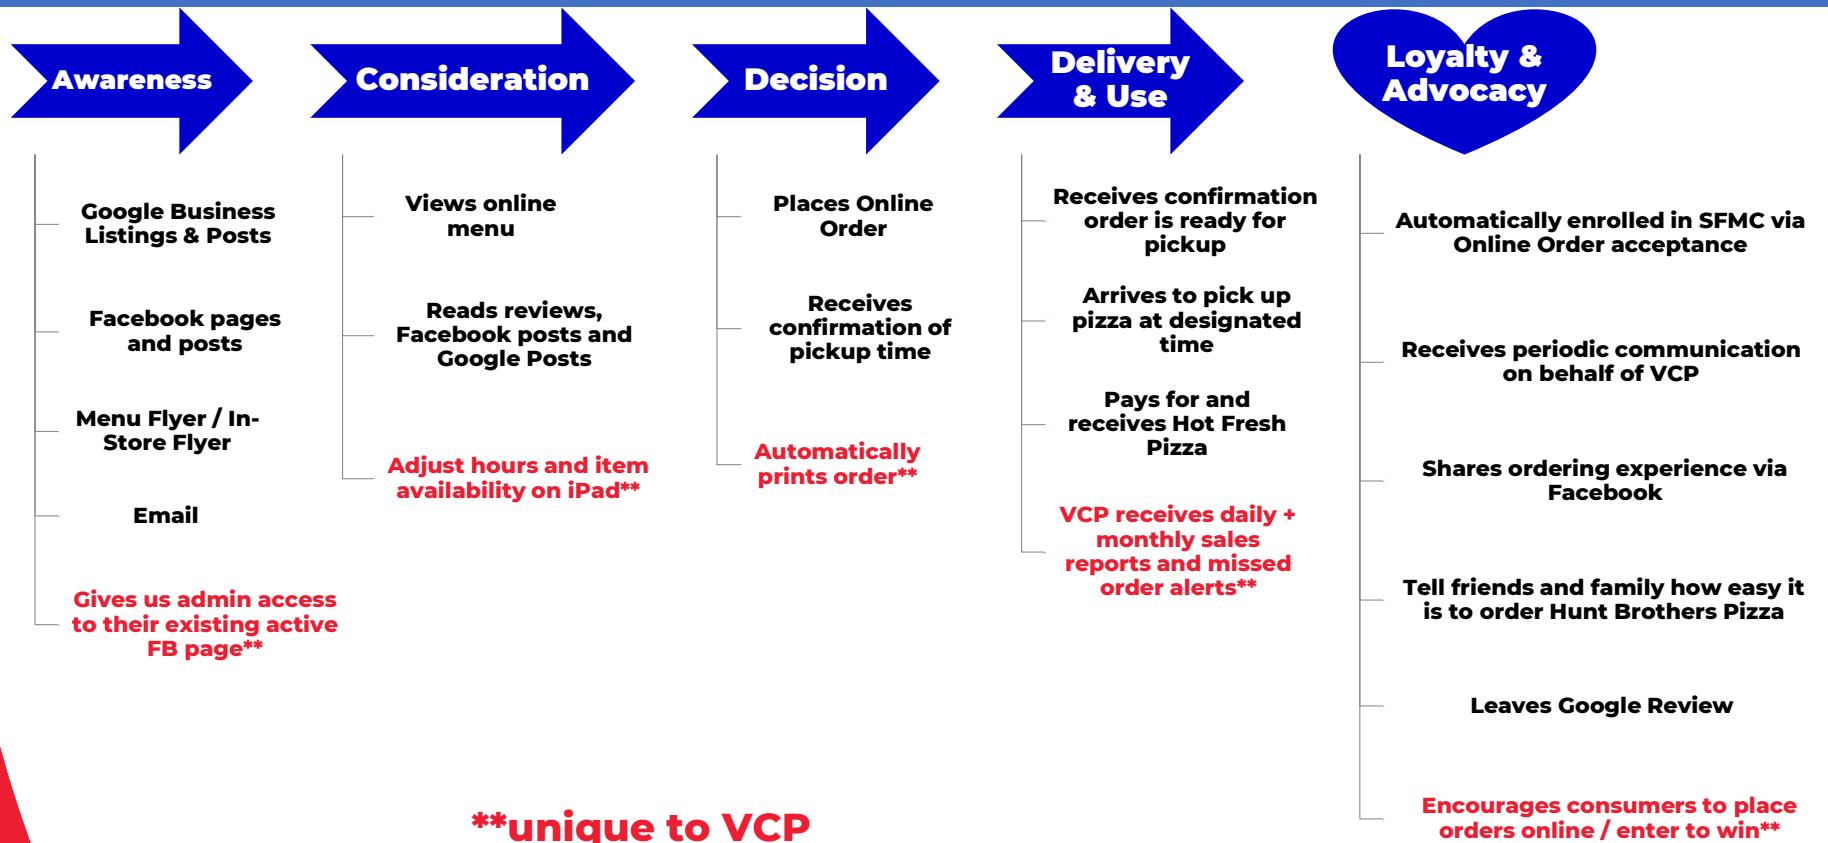 Awareness
Google Business
Listings & Posts
Facebook pages
and posts
Menu Flyer / In-
Store Flyer
Email
Gives us admin access
to their existing active
FB page**
Consideration
Views online
menu
Reads reviews,
Facebook posts and
Google Posts
Adjust hours and item
availability on iPad**
Decision
Places Online
Order
Receives
confirmation of
pickup time
Automatically
prints order**
Delivery
& Use
Receives confirmation
order is ready for
pickup
Arrives to pick up
pizza at designated
time
Pays for and
receives Hot Fresh
Pizza
VCP receives daily +
monthly sales
reports and missed
order alerts**
Loyalty &
Advocacy
Automatically enrolled in SFMC via
Online Order acceptance
Receives periodic communication
on behalf of VCP
Shares ordering experience via
Facebook
Tell friends and family how easy it
is to order Hunt Brothers Pizza
Leaves Google Review
Encourages consumers to place
orders online / enter to win**
**unique to VCP